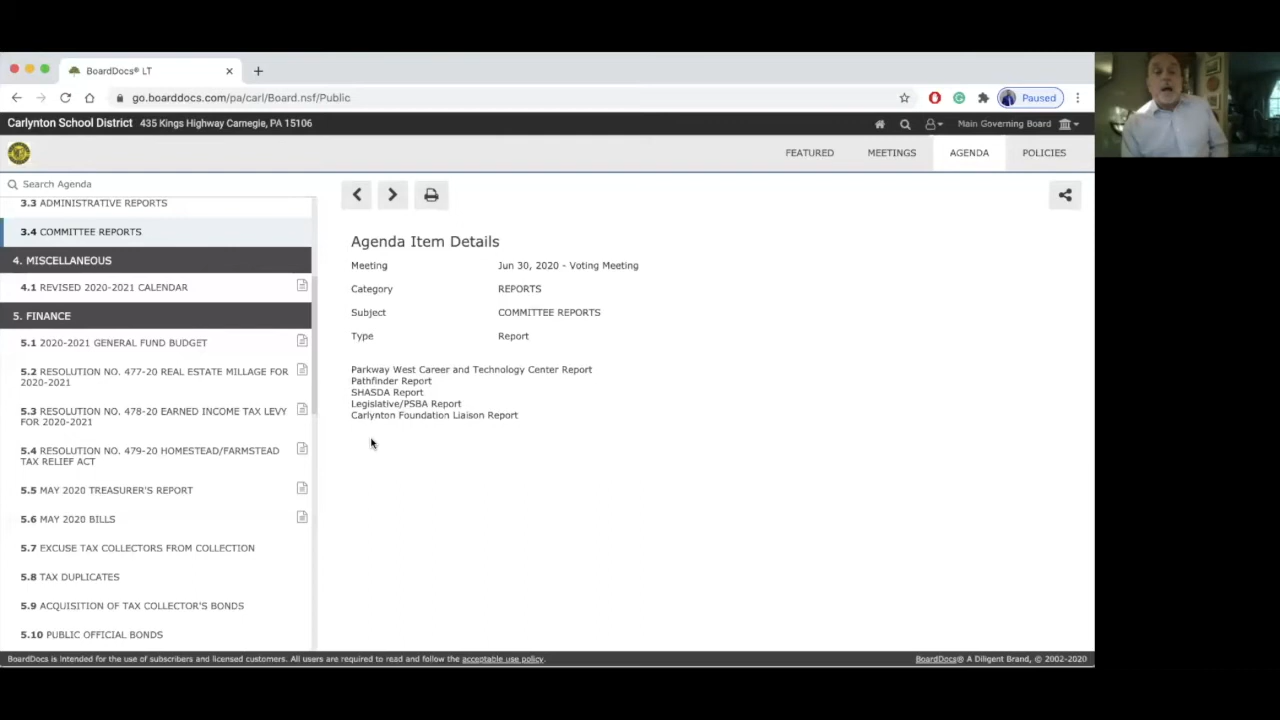 BoardDocs® LT
go.boarddocs.com/pa/carl/Board.nsf/Public
Paused
Carlynton School District 435 Kings Highway Carnegie, PA 15106
Main Governing Board
FEATURED
MEETINGS
AGENDA
POLICIES
Search Agenda
3.3 ADMINISTRATIVE REPORTS
3.4 COMMITTEE REPORTS
4. MISCELLANEOUS
4.1 REVISED 2020-2021 CALENDAR
5. FINANCE
5.1 2020-2021 GENERAL FUND BUDGET
5.2 RESOLUTION NO. 477-20 REAL ESTATE MILLAGE FOR
2020-2021
5.3 RESOLUTION NO. 478-20 EARNED INCOME TAX LEVY
FOR 2020-2021
5.4 RESOLUTION NO. 479-20 HOMESTEAD/FARMSTEAD
TAX RELIEF ACT
5.5 MAY 2020 TREASURER'S REPORT
5.6 MAY 2020 BILLS
5.7 EXCUSE TAX COLLECTORS FROM COLLECTION
5.8 TAX DUPLICATES
5.9 ACQUISITION OF TAX COLLECTOR'S BONDS
5.10 PUBLIC OFFICIAL BONDS
Agenda Item Details
Meeting Jun 30, 2020 - Voting Meeting
Category REPORTS
Subject COMMITTEE REPORTS
Type Report
Parkway West Career and Technology Center Report
Pathfinder Report
SHASDA Report
Legislative/PSBA Report
Carlynton Foundation Liaison Report
BoardDocs is intended for the use of subscribers and licensed customers. All users are required to read and follow the acceptable use policy.
BoardDocs® A Diligent Brand, © 2002-2020